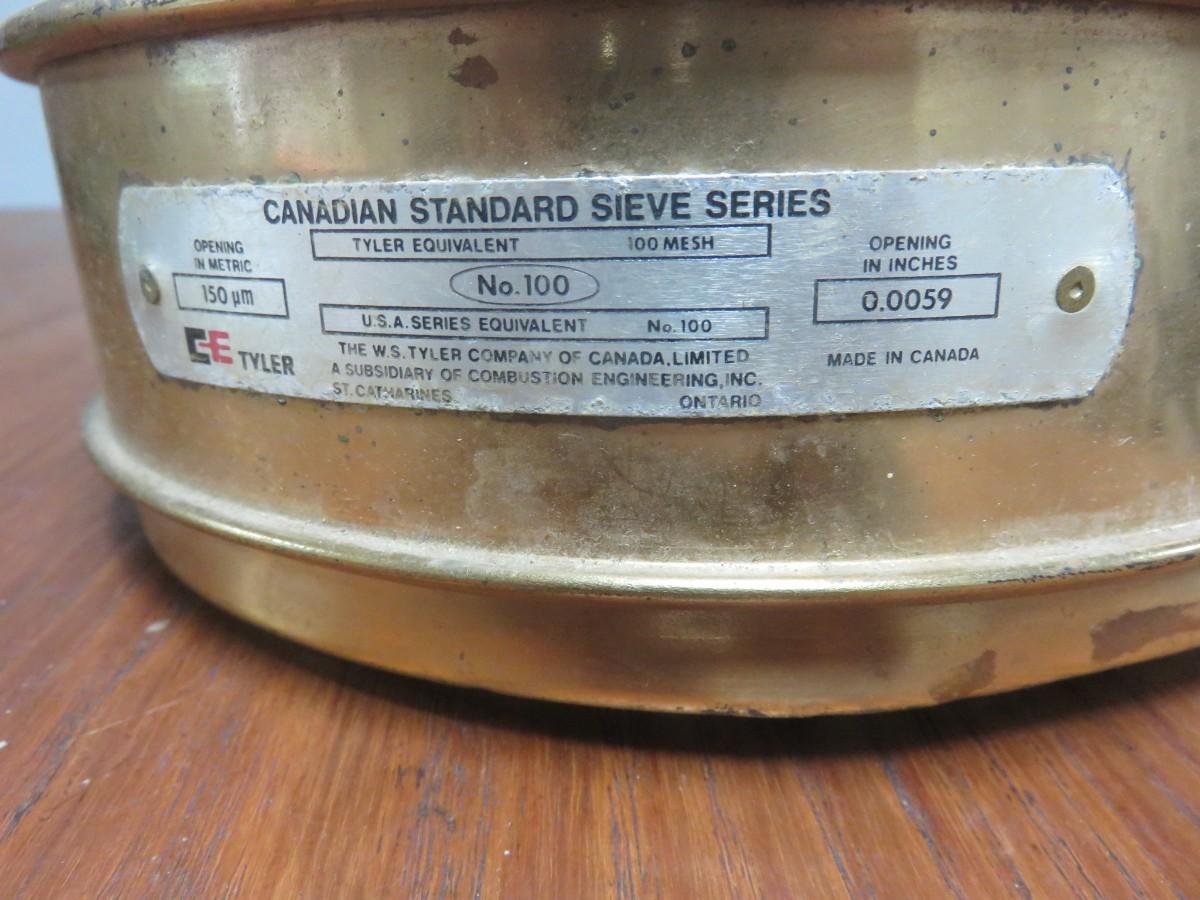 CANADIAN STANDARD SIEVE SERIES
TYLER EQUIVALENT 100 MESH
OPENING
IN METRIC
150 µm
No. 100
OPENING
IN INCHES
0.0059
U.S.A. SERIES EQUIVALENT No. 100
CE TYLER
THE W.S. TYLER COMPANY OF CANADA, LIMITED
A SUBSIDIARY OF COMBUSTION ENGINEERING, INC.
ST. CATHARINES ONTARIO
MADE IN CANADA